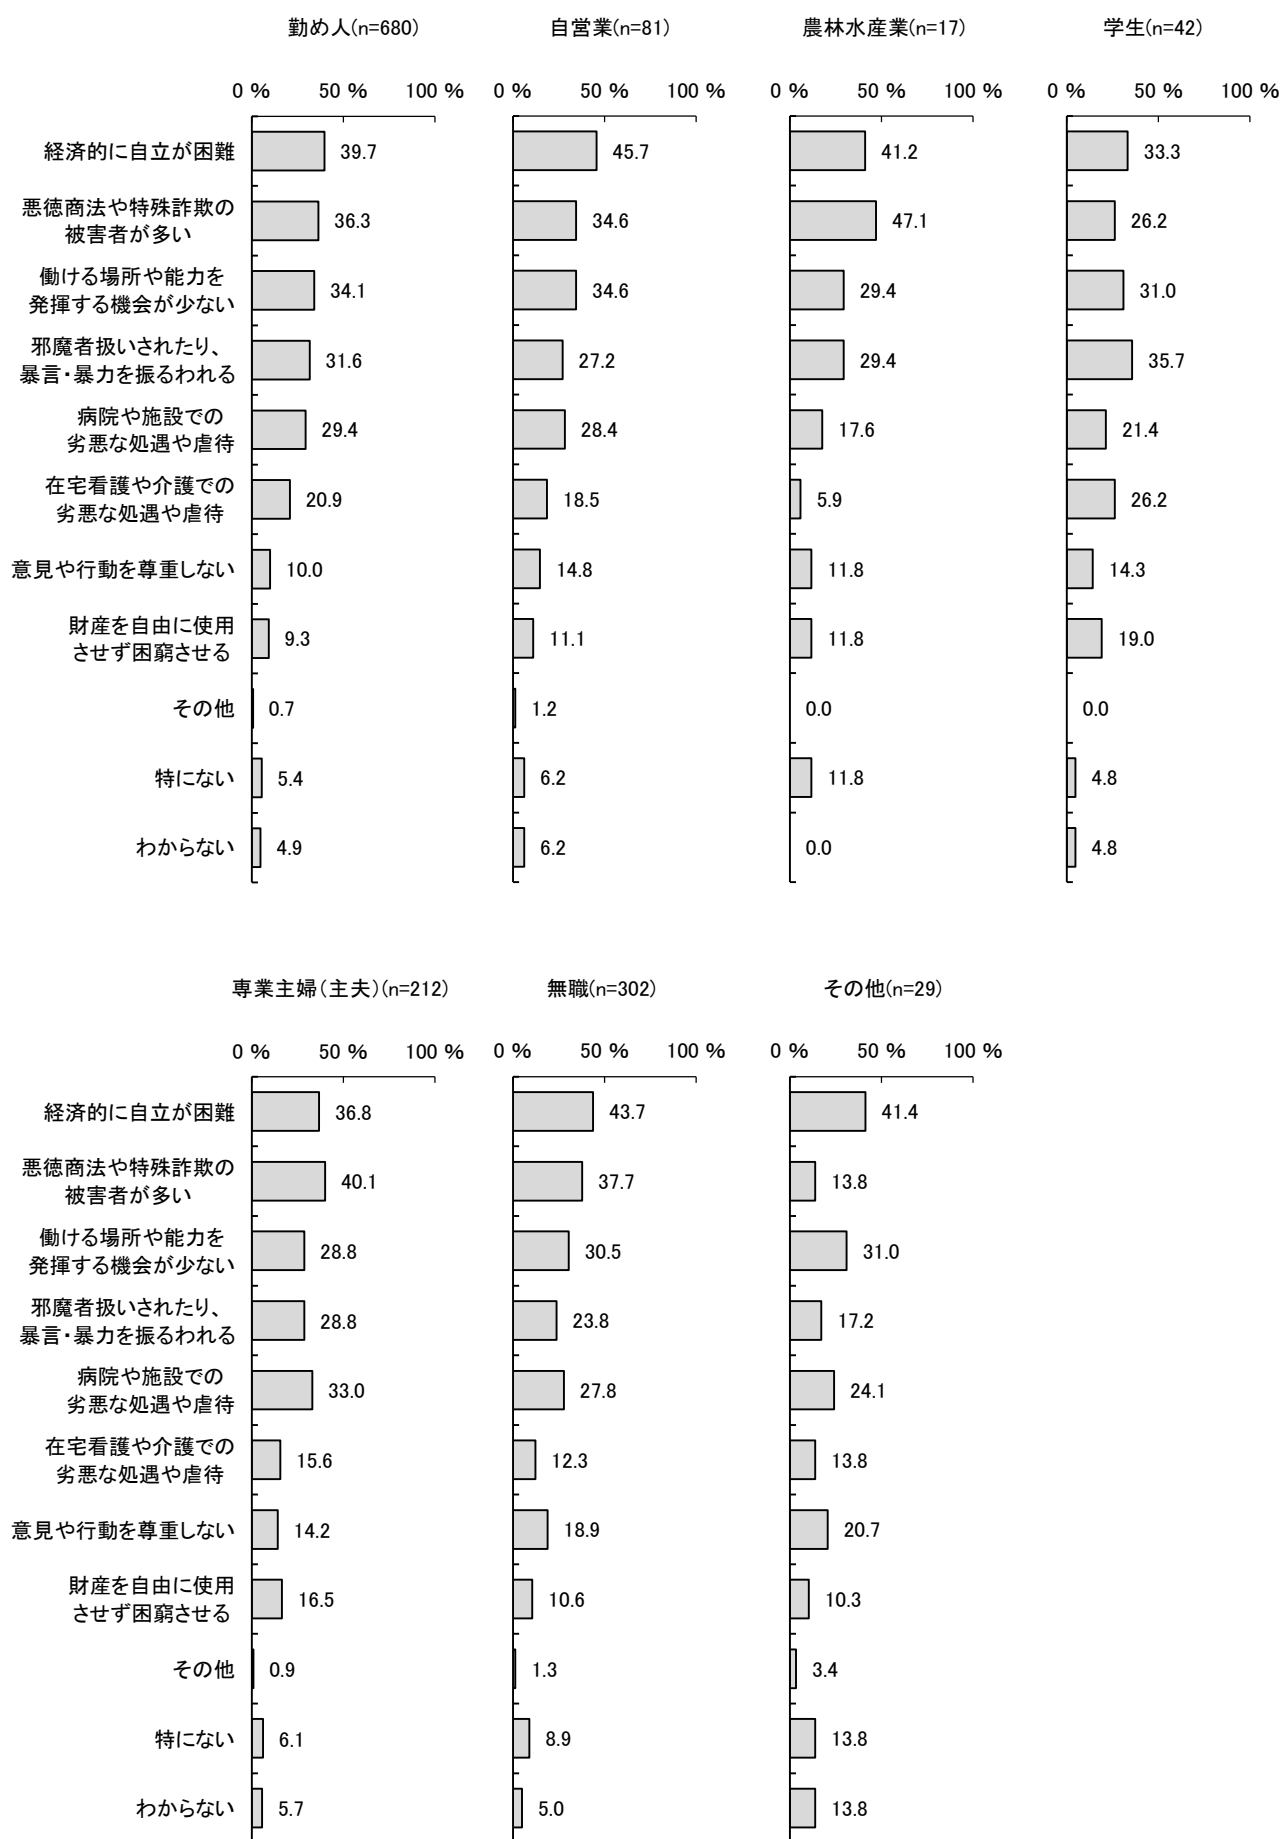 勤め人(n=680) 自営業(n=81) 農林水産業(n=17) 学生(n=42)
0 % 50 % 100 % 0 % 50 % 100 % 0 % 50 % 100 % 0 % 50 % 100 %
経済的に自立が困難 39.7 45.7 41.2 33.3
悪徳商法や特殊詐欺の
被害者が多い 36.3 34.6 47.1 26.2
働ける場所や能力を
発揮する機会が少ない 34.1 34.6 29.4 31.0
邪魔者扱いされたり、
暴言・暴力を振るわれる 31.6 27.2 29.4 35.7
病院や施設での
劣悪な処遇や虐待 29.4 28.4 17.6 21.4
在宅看護や介護での
劣悪な処遇や虐待 20.9 18.5 5.9 26.2
意見や行動を尊重しない 10.0 14.8 11.8 14.3
財産を自由に使用
させず困窮させる 9.3 11.1 11.8 19.0
その他 0.7 1.2 0.0 0.0
特にない 5.4 6.2 11.8 4.8
わからない 4.9 6.2 0.0 4.8
専業主婦(主夫)(n=212) 無職(n=302) その他(n=29)
0 % 50 % 100 % 0 % 50 % 100 % 0 % 50 % 100 %
経済的に自立が困難 36.8 43.7 41.4
悪徳商法や特殊詐欺の
被害者が多い 40.1 37.7 13.8
働ける場所や能力を
発揮する機会が少ない 28.8 30.5 31.0
邪魔者扱いされたり、
暴言・暴力を振るわれる 28.8 23.8 17.2
病院や施設での
劣悪な処遇や虐待 33.0 27.8 24.1
在宅看護や介護での
劣悪な処遇や虐待 15.6 12.3 13.8
意見や行動を尊重しない 14.2 18.9 20.7
財産を自由に使用
させず困窮させる 16.5 10.6 10.3
その他 0.9 1.3 3.4
特にない 6.1 8.9 13.8
わからない 5.7 5.0 13.8